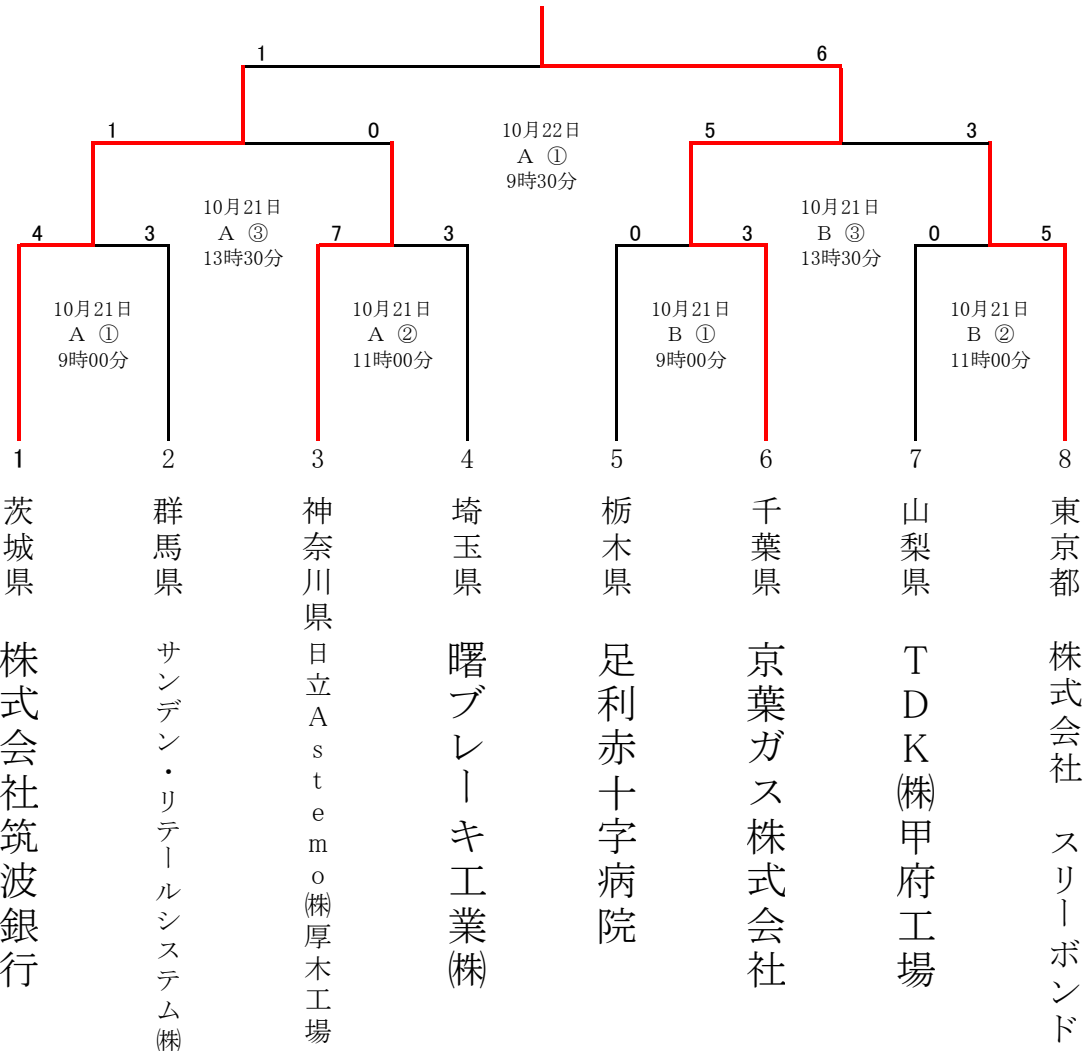 1
6
1
0
5
3
10月22日
A ①
9時30分
10月21日
A ③
13時30分
10月21日
B ③
13時30分
4
3
7
3
0
3
0
5
10月21日
A ①
9時00分
10月21日
A ②
11時00分
10月21日
B ①
9時00分
10月21日
B ②
11時00分
1
茨城県
株式会社筑波銀行
2
群馬県
サンデン・リテールシステム㈱
3
神奈川県
日立Astemo㈱厚木工場
4
埼玉県
曙ブレーキ工業㈱
5
栃木県
足利赤十字病院
6
千葉県
京葉ガス株式会社
7
山梨県
TDK㈱甲府工場
8
東京都
株式会社 スリーボンド